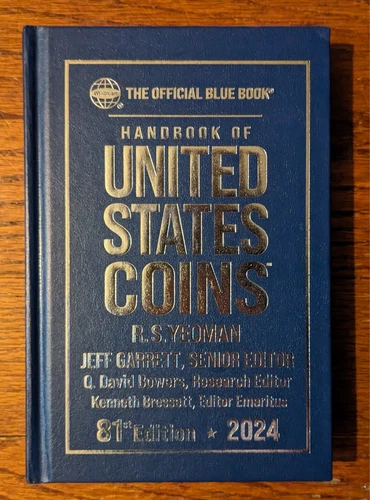 Whitman®
THE OFFICIAL BLUE BOOK®
HANDBOOK OF
UNITED
STATES
COINS™
R.S. YEOMAN
JEFF GARRETT, SENIOR EDITOR
Q. David Bowers, Research Editor
Kenneth Bressett, Editor Emeritus
81st Edition ★ 2024